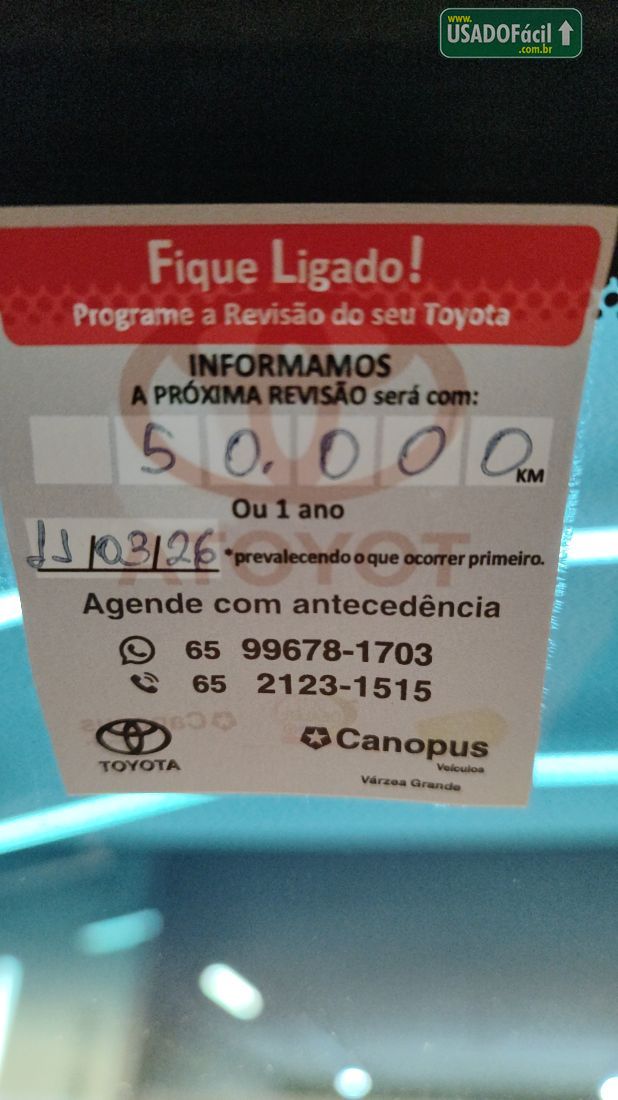 www.
USADOFácil
.com.br
Fique Ligado!
Programe a Revisão do seu Toyota
INFORMAMOS
A PRÓXIMA REVISÃO será com:
50.000 KM
Ou 1 ano
11/03/26 *prevalecendo o que ocorrer primeiro.
Agende com antecedência
65 99678-1703
65 2123-1515
TOYOTA
Canopus
Veículos
Várzea Grande